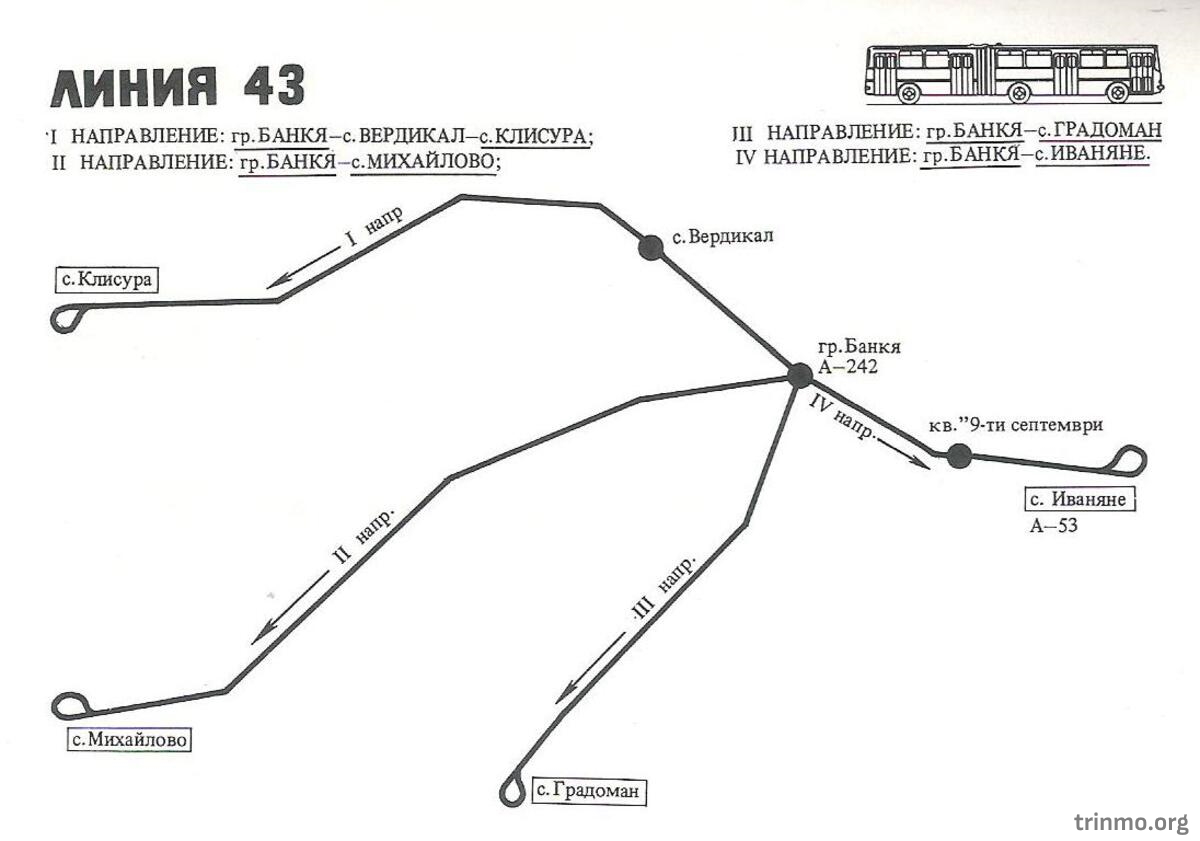 ЛИНИЯ 43
I НАПРАВЛЕНИЕ: гр.БАНКЯ–с.ВЕРДИКАЛ–с.КЛИСУРА;
II НАПРАВЛЕНИЕ: гр.БАНКЯ–с.МИХАЙЛОВО;
III НАПРАВЛЕНИЕ: гр.БАНКЯ–с.ГРАДОМАН
IV НАПРАВЛЕНИЕ: гр.БАНКЯ–с.ИВАНЯНЕ.
I напр
с.Вердикал
с.Клисура
гр.Банкя
А–242
IV напр.
кв."9-ти септември
с. Иваняне
А–53
II напр.
III напр.
с.Михайлово
с.Градоман
trinmo.org